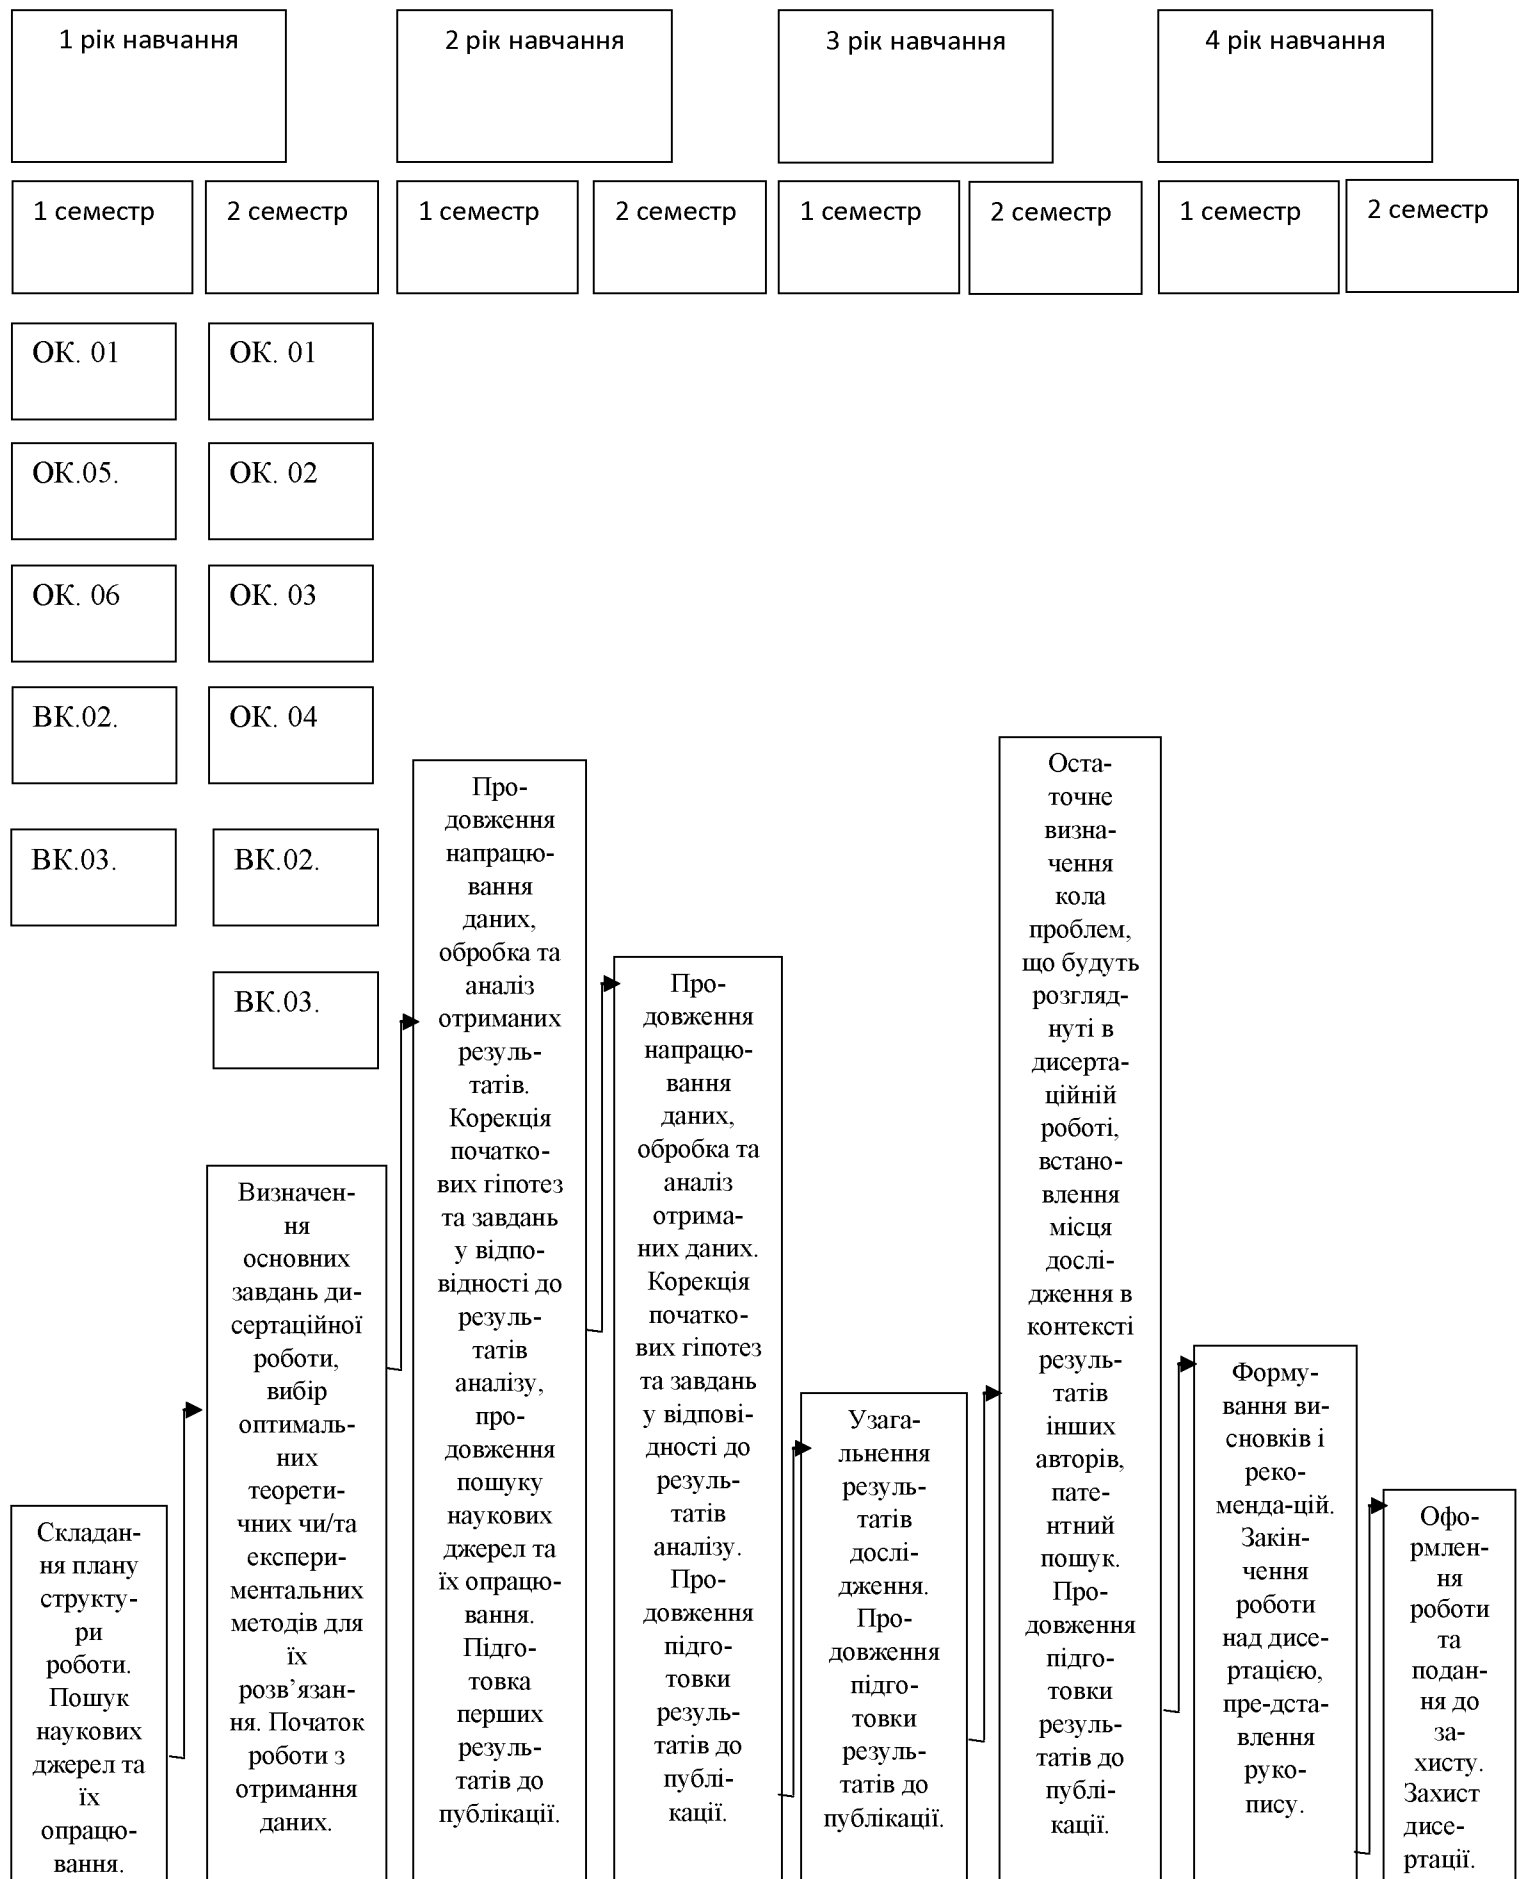 1 рік навчання
2 рік навчання
3 рік навчання
4 рік навчання
1 семестр
2 семестр
1 семестр
2 семестр
1 семестр
2 семестр
1 семестр
2 семестр
ОК. 01
ОК. 01
ОК.05.
ОК. 02
ОК. 06
ОК. 03
ВК.02.
ОК. 04
ВК.03.
ВК.02.
ВК.03.
Складан-
ня плану
структу-
ри
роботи.
Пошук
наукових
джерел та
їх
опрацю-
вання.
Визначен-
ня
основних
завдань ди-
сертаційної
роботи,
вибір
оптималь-
них
теорети-
чних чи/та
експери-
ментальних
методів для
їх
розв’язан-
ня. Початок
роботи з
отримання
даних.
Про-
довження
напрацю-
вання
даних,
обробка та
аналіз
отриманих
резуль-
татів.
Корекція
початко-
вих гіпотез
та завдань
у відпо-
відності до
резуль-
татів
аналізу,
про-
довження
пошуку
наукових
джерел та
їх опрацю-
вання.
Підго-
товка
перших
резуль-
татів до
публікації.
Про-
довження
напрацю-
вання
даних,
обробка та
аналіз
отрима-
них даних.
Корекція
початко-
вих гіпотез
та завдань
у відпові-
дності до
резуль-
татів
аналізу.
Про-
довження
підго-
товки
резуль-
татів до
публі-
кації.
Узага-
льнення
резуль-
татів
дослі-
дження.
Про-
довження
підго-
товки
резуль-
татів до
публікації.
Оста-
точне
визна-
чення
кола
проблем,
що будуть
розгляд-
нуті в
дисерта-
ційній
роботі,
встано-
влення
місця
дослі-
дження в
контексті
резуль-
татів
інших
авторів,
пате-
нтний
пошук.
Про-
довження
підго-
товки
резуль-
татів до
публі-
кації.
Форму-
вання ви-
сновків і
реко-
менда-цій.
Закін-
чення
роботи
над дисе-
ртацією,
пре-дста-
влення
руко-
пису.
Офо-
рмлен-
ня
роботи
та
подан-
ня до
за-
хисту.
Захист
дисе-
ртації.